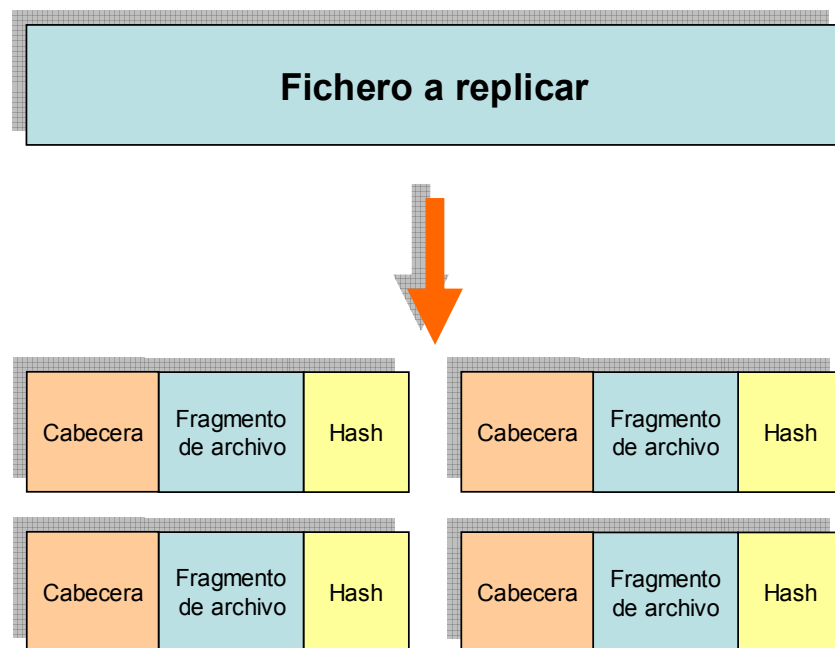 Fichero a replicar
Cabecera
Fragmento
de archivo
Hash
Cabecera
Fragmento
de archivo
Hash
Cabecera
Fragmento
de archivo
Hash
Cabecera
Fragmento
de archivo
Hash